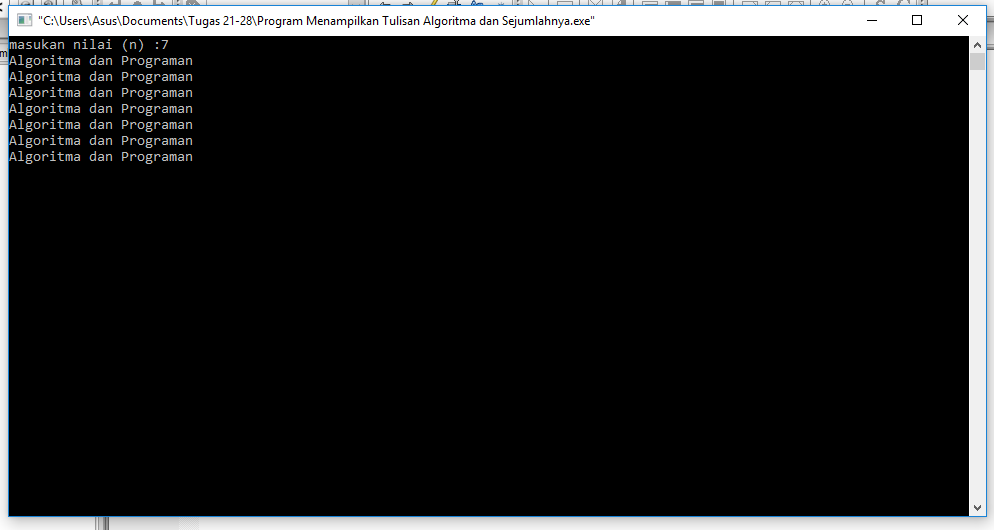 "C:\Users\Asus\Documents\Tugas 21-28\Program Menampilkan Tulisan Algoritma dan Sejumlahnya.exe"
masukan nilai (n) :7
Algoritma dan Programan
Algoritma dan Programan
Algoritma dan Programan
Algoritma dan Programan
Algoritma dan Programan
Algoritma dan Programan
Algoritma dan Programan